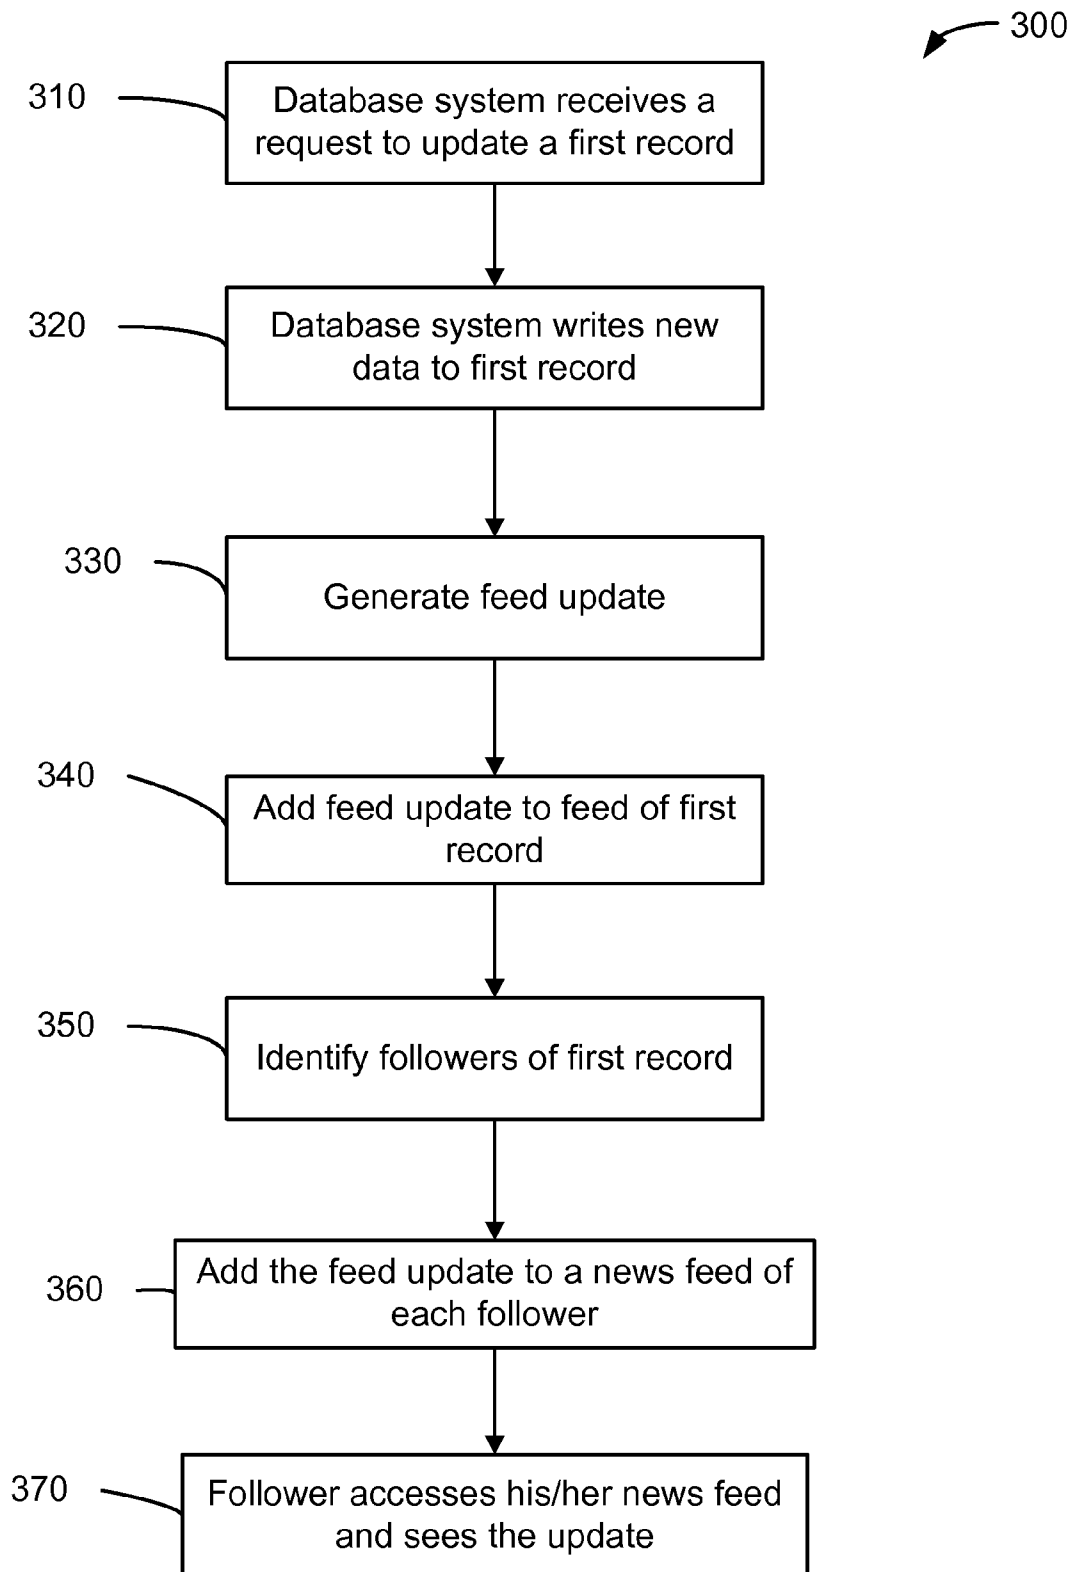 300
310
Database system receives a
request to update a first record
320
Database system writes new
data to first record
330
Generate feed update
340
Add feed update to feed of first
record
350
Identify followers of first record
360
Add the feed update to a news feed of
each follower
370
Follower accesses his/her news feed
and sees the update